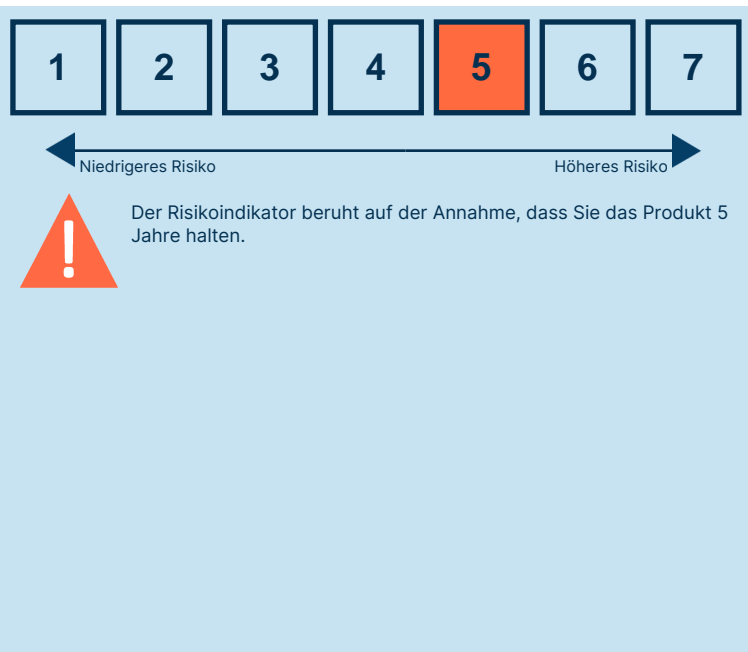 1 2 3 4 5 6 7
Niedrigeres Risiko Höheres Risiko
!
Der Risikoindikator beruht auf der Annahme, dass Sie das Produkt 5
Jahre halten.